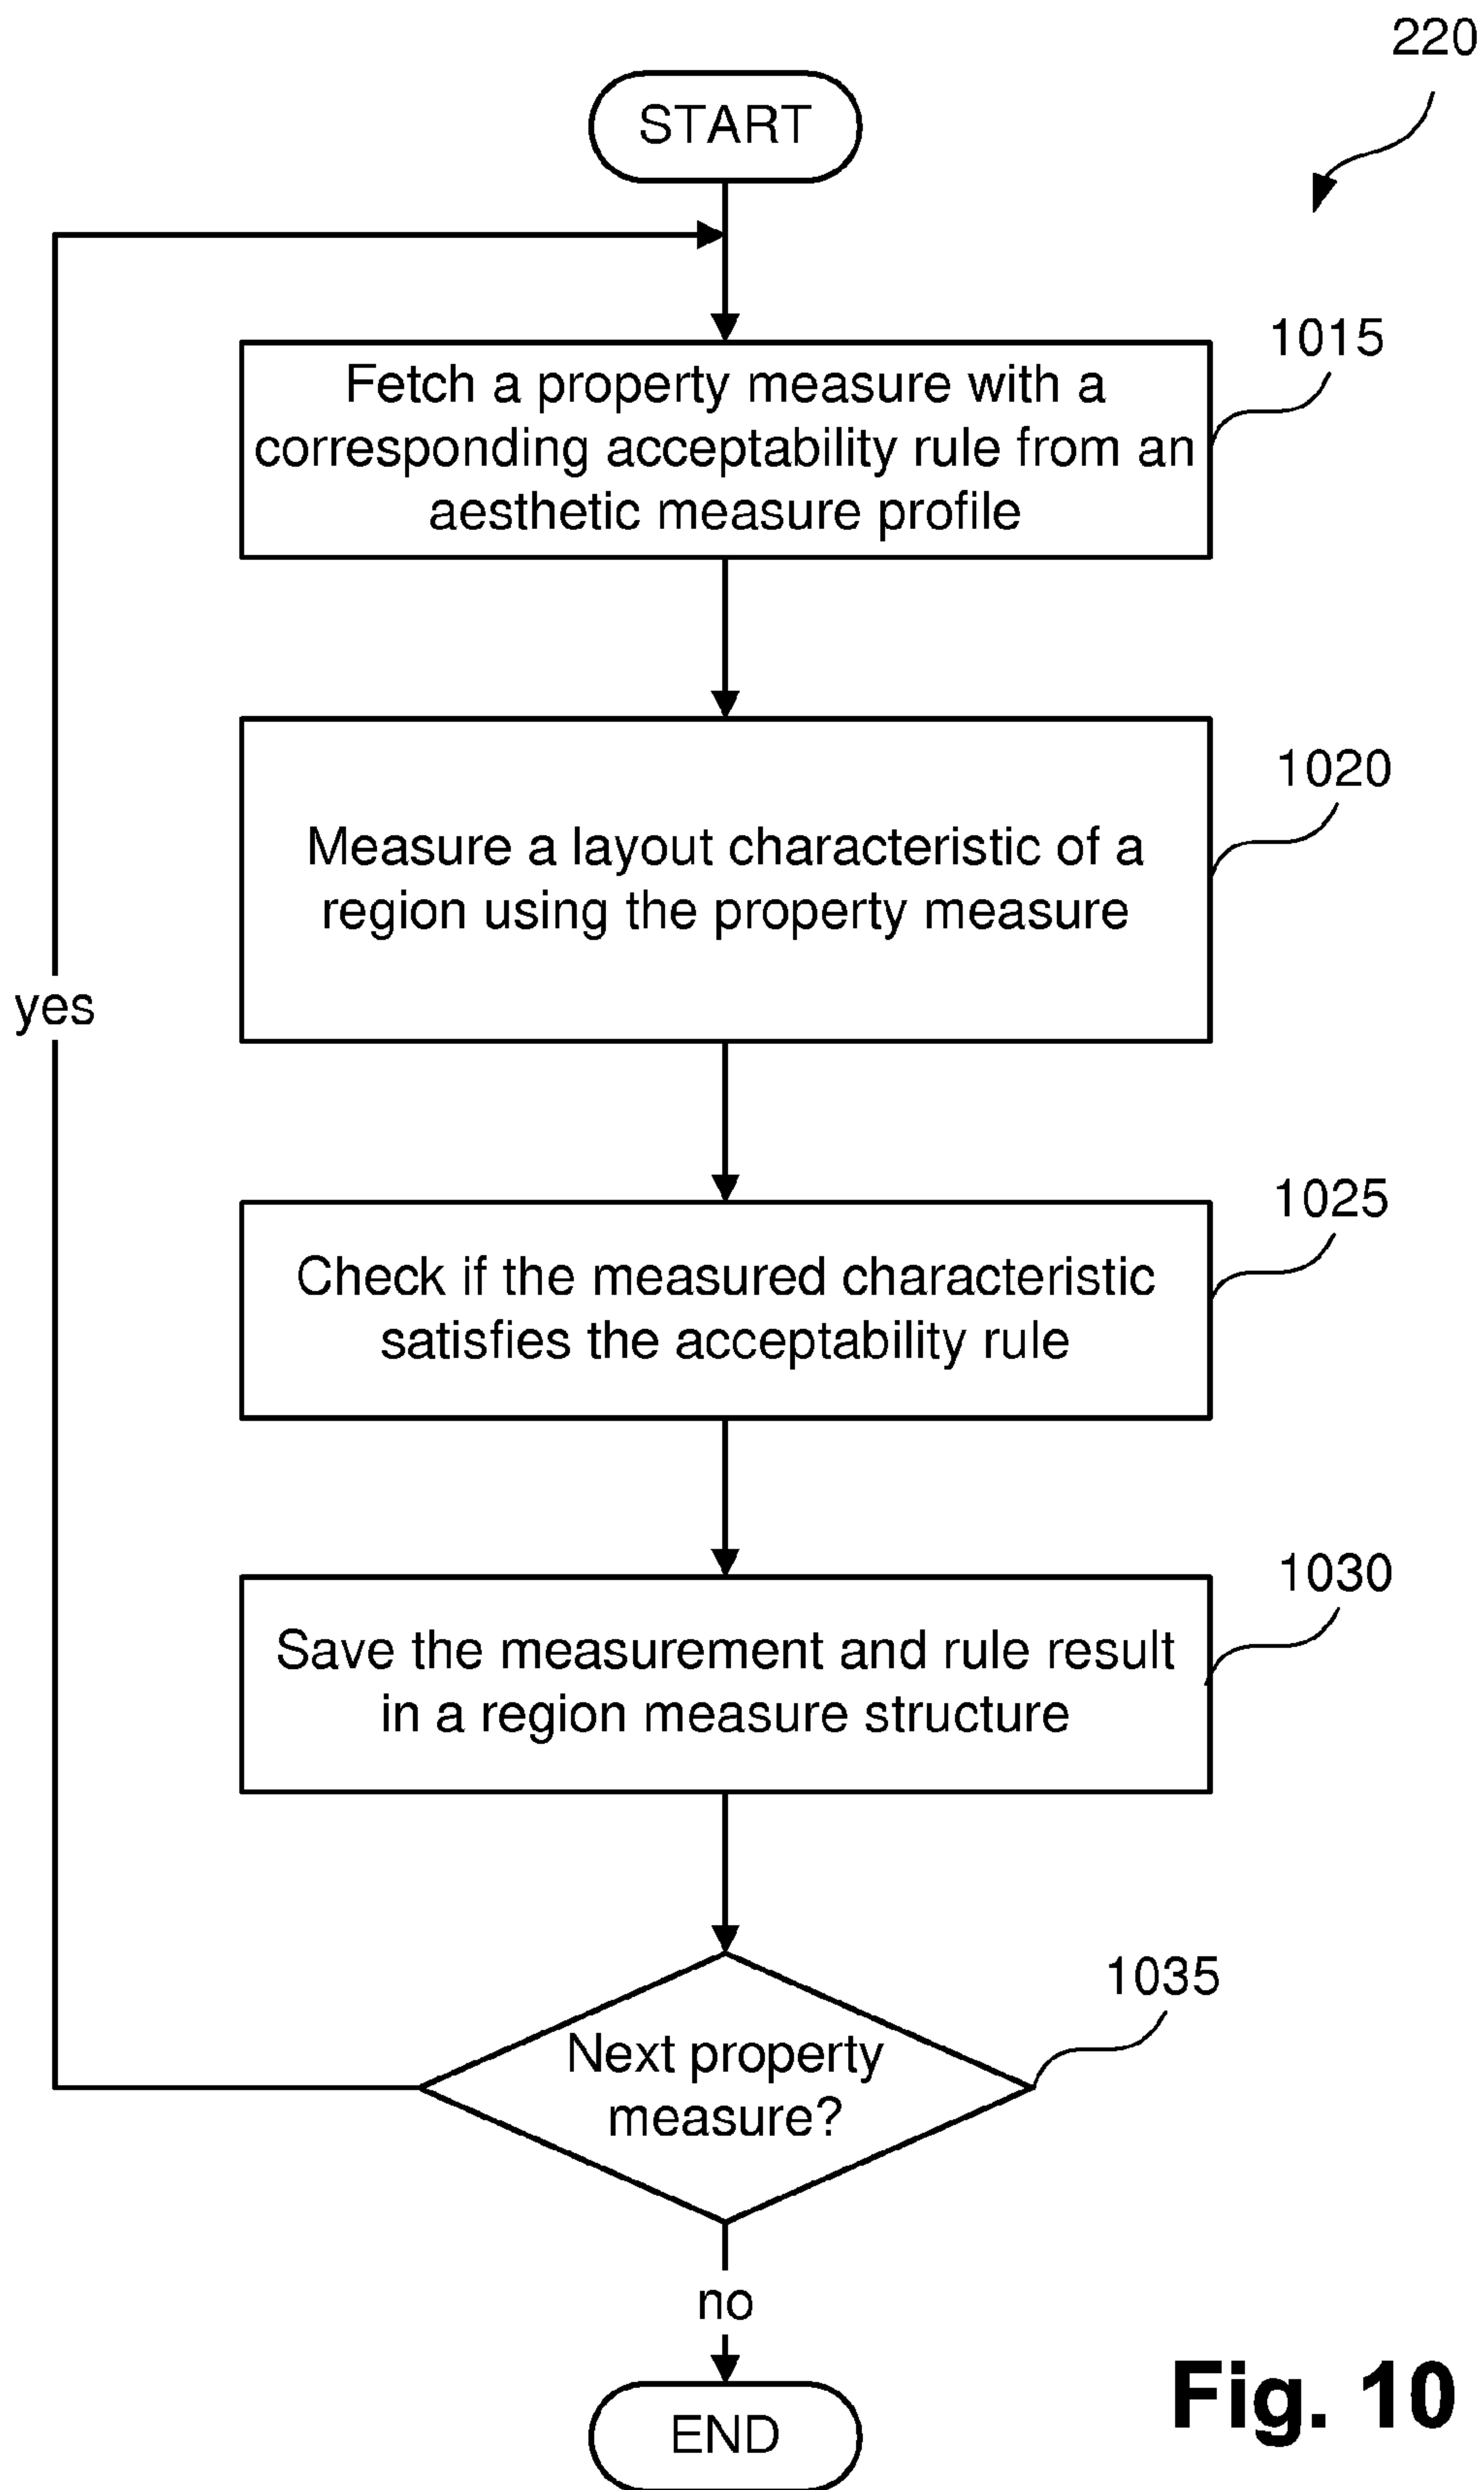 220
START
1015
Fetch a property measure with a
corresponding acceptability rule from an
aesthetic measure profile
1020
Measure a layout characteristic of a
region using the property measure
yes
1025
Check if the measured characteristic
satisfies the acceptability rule
1030
Save the measurement and rule result
in a region measure structure
1035
Next property
measure?
no
END
Fig. 10